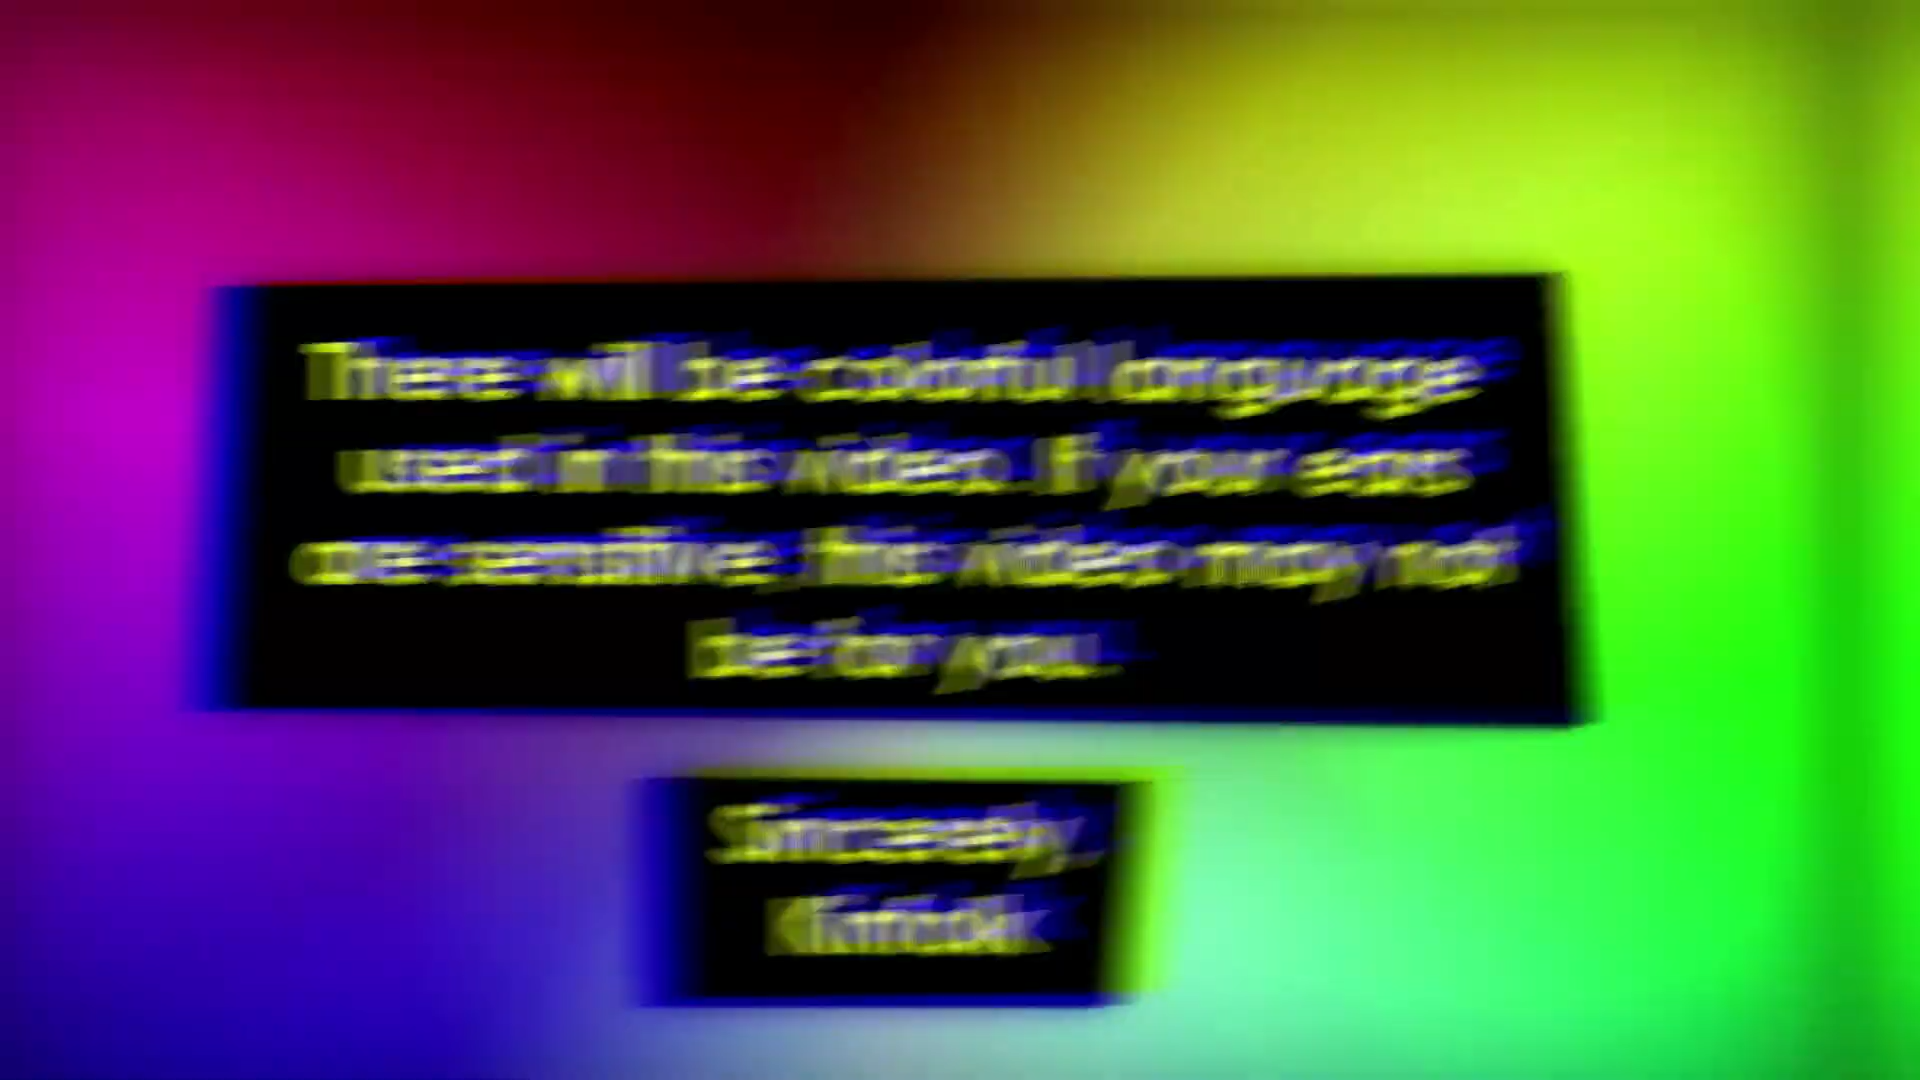 There will be colorful language
used in this video. If your ears
are sensitive, this video may not
be for you.
Sincerely,